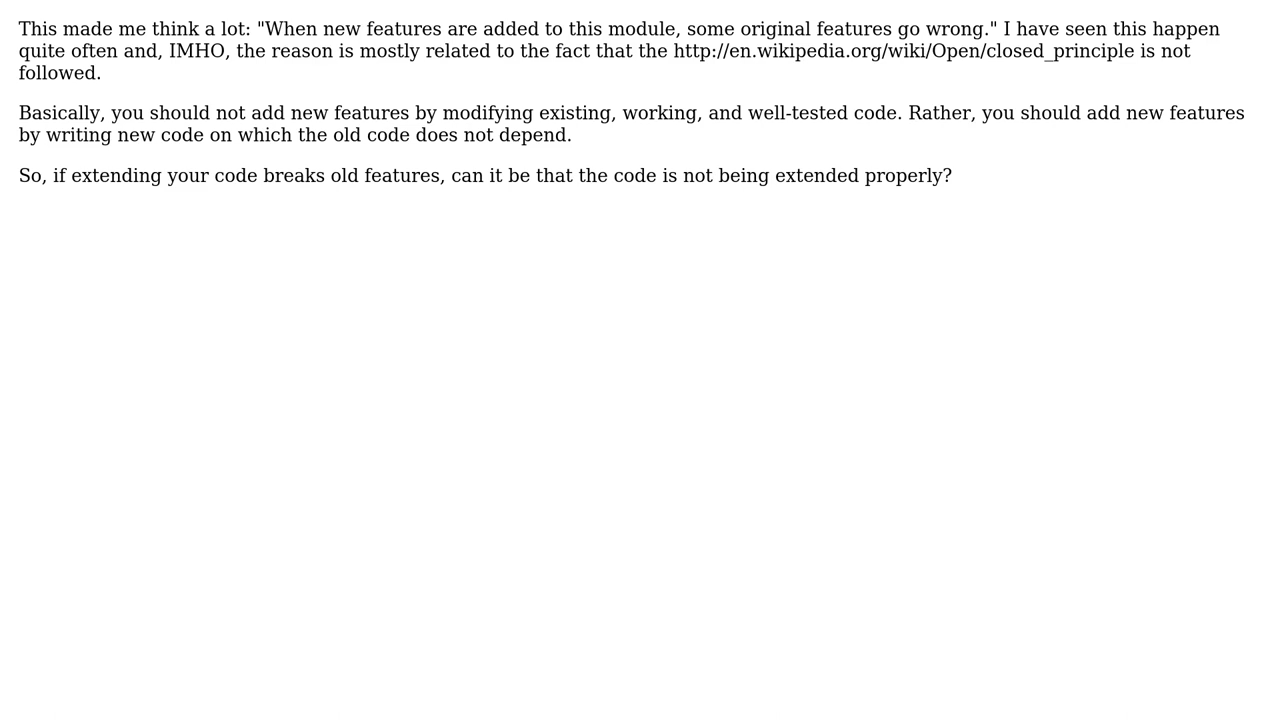 This made me think a lot: "When new features are added to this module, some original features go wrong." I have seen this happen
quite often and, IMHO, the reason is mostly related to the fact that the http://en.wikipedia.org/wiki/Open/closed_principle is not
followed.
Basically, you should not add new features by modifying existing, working, and well-tested code. Rather, you should add new features
by writing new code on which the old code does not depend.
So, if extending your code breaks old features, can it be that the code is not being extended properly?